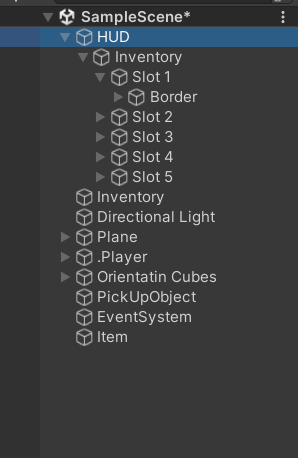 SampleScene*
HUD
Inventory
Slot 1
Border
Slot 2
Slot 3
Slot 4
Slot 5
Inventory
Directional Light
Plane
.Player
Orientatin Cubes
PickUpObject
EventSystem
Item